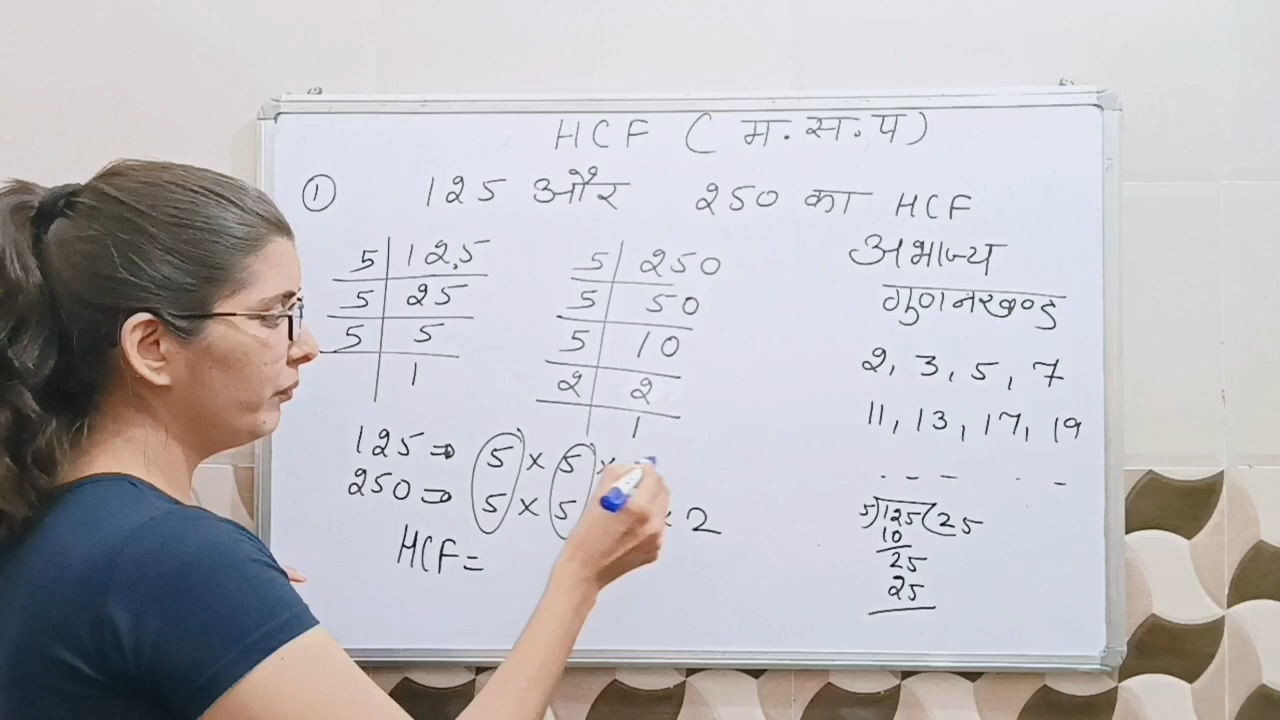 HCF ( म.स.प)
① 125 और 250 का HCF
5 | 125
5 | 25
5 | 5
1
5 | 250
5 | 50
5 | 10
2 | 2
1
125 ⇒ 5 × 5 ×
250 ⇒ 5 × 5 × 2
HCF =
अभाज्य
गुणनखण्ड
2, 3, 5, 7
11, 13, 17, 19
- - - - -
5)125(25
10
25
25